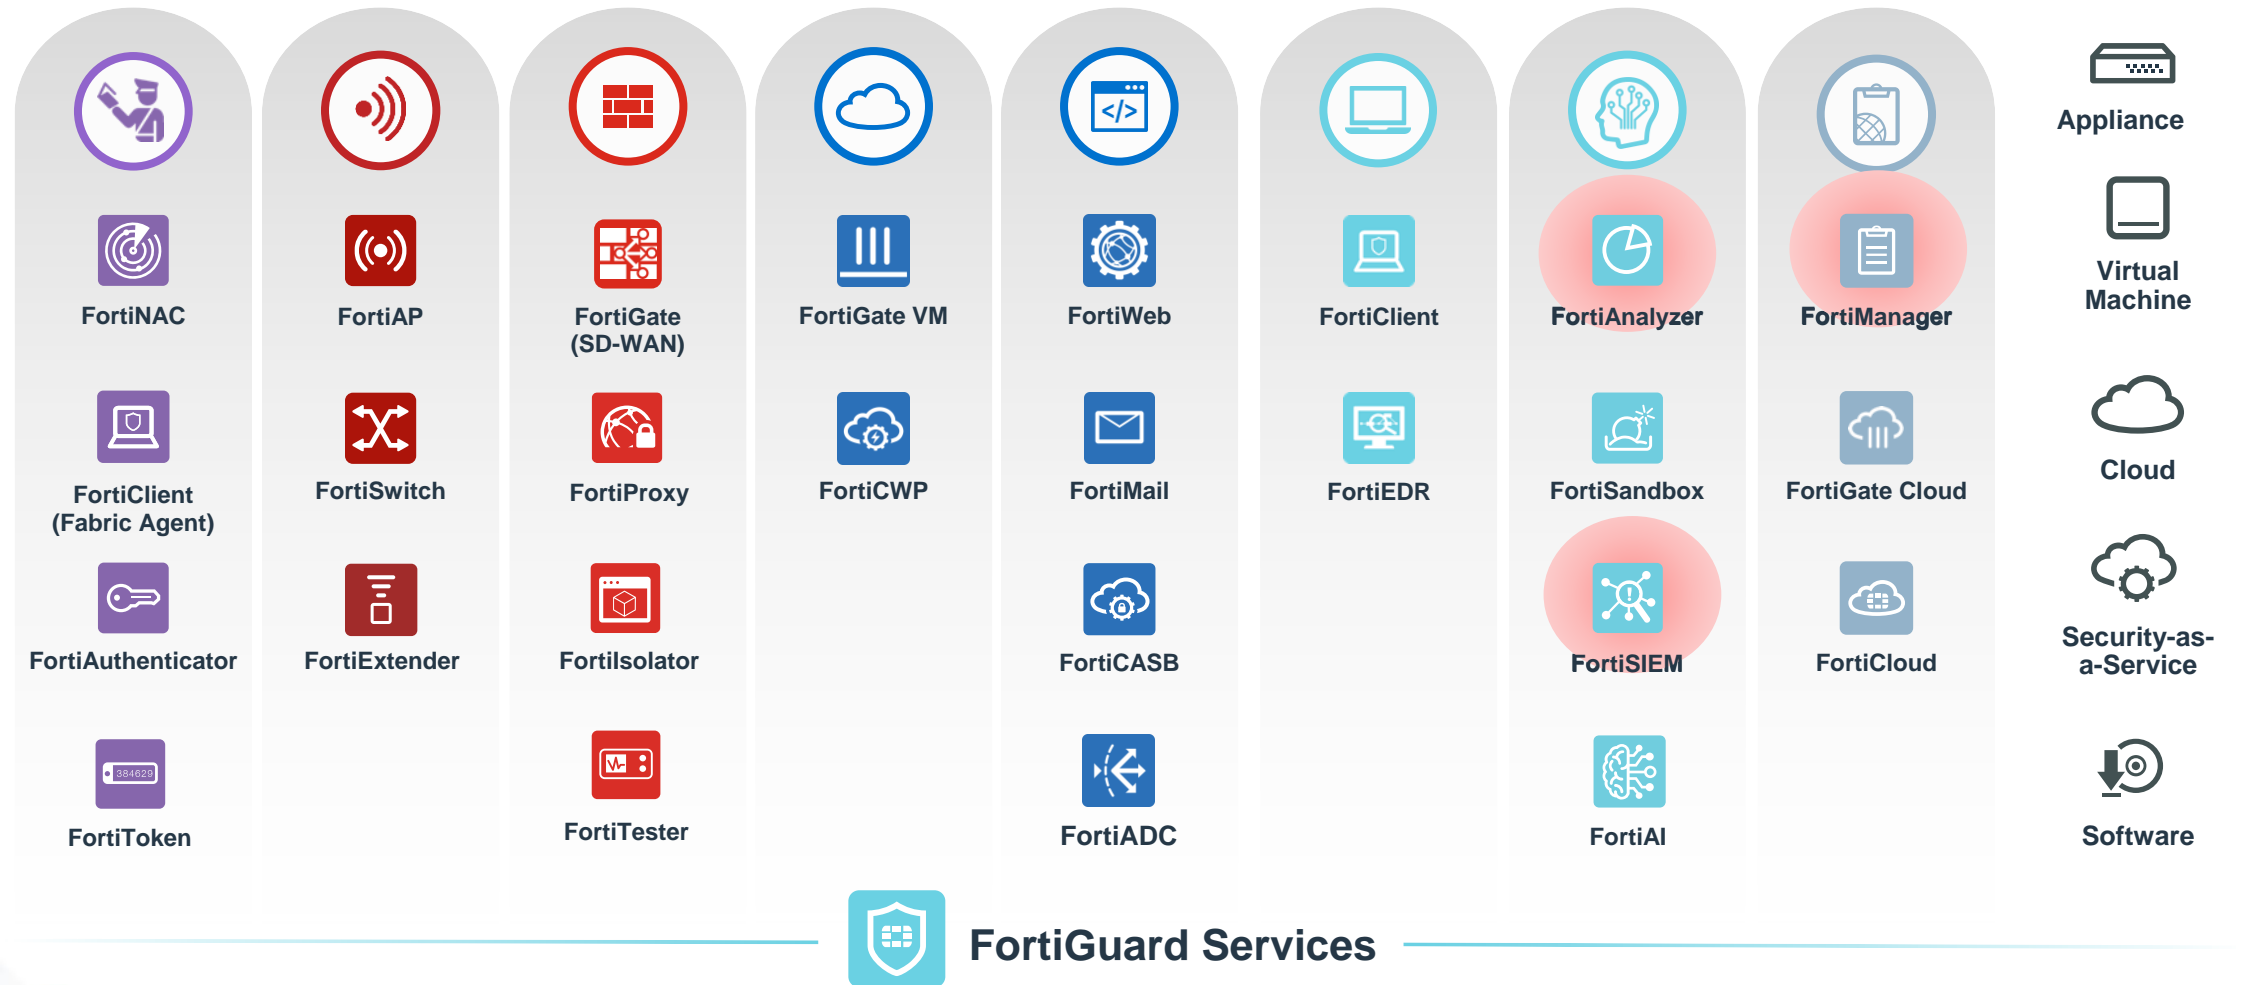 Appliance
FortiNAC
FortiAP
FortiGate
(SD-WAN)
FortiGate VM
FortiWeb
</>
FortiClient
FortiAnalyzer
FortiManager
Virtual
Machine
FortiClient
(Fabric Agent)
FortiSwitch
FortiProxy
FortiCWP
FortiMail
FortiEDR
FortiSandbox
FortiGate Cloud
Cloud
FortiAuthenticator
FortiExtender
FortiIsolator
FortiCASB
FortiSIEM
FortiCloud
Security-as-
a-Service
384629
FortiToken
FortiTester
FortiADC
FortiAI
Software
FortiGuard Services